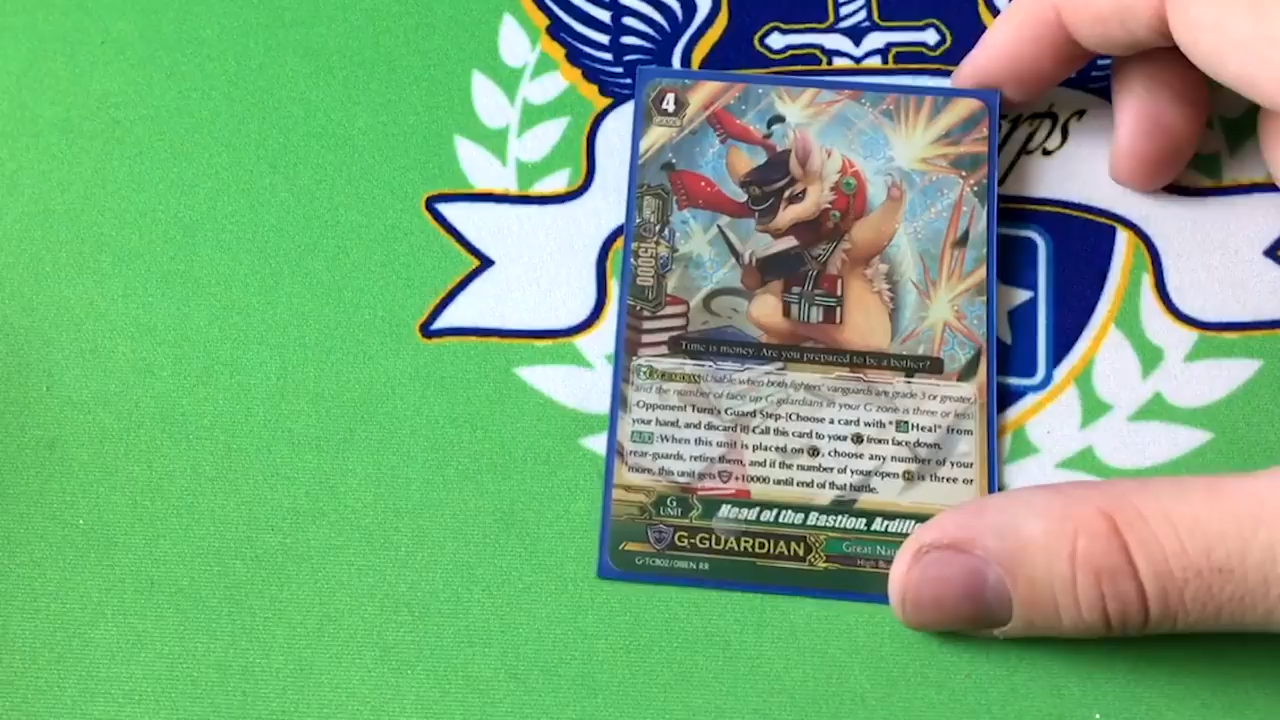 rps
4
GRADE
15000
Time is money. Are you prepared to be a bother?
G GUARDIAN (Usable when both fighters' vanguards are grade 3 or greater,
and the number of face up G guardians in your G zone is three or less)
-Opponent Turn's Guard Step-[Choose a card with " Heal" from
your hand, and discard it] Call this card to your from face down.
AUTO :When this unit is placed on , choose any number of your
rear-guards, retire them, and if the number of your open is three or
more, this unit gets +10000 until end of that battle.
G
UNIT
Head of the Bastion, Ardill
G-GUARDIAN
Great Na
High
G-TCB02/018EN RR